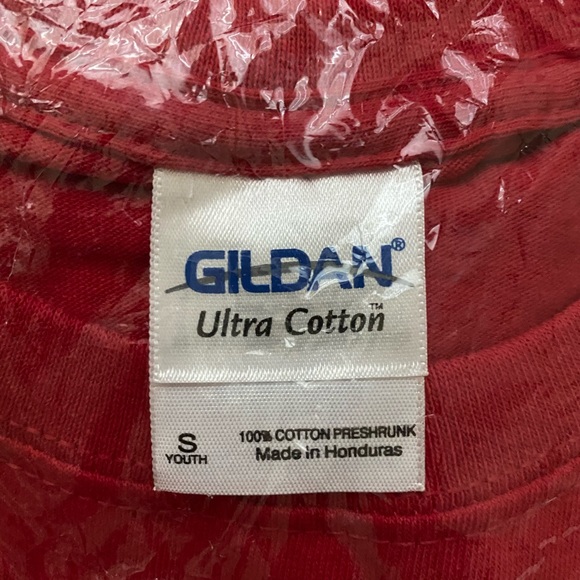 GILDAN®
Ultra Cotton™
S
YOUTH
100% COTTON PRESHRUNK
Made in Honduras